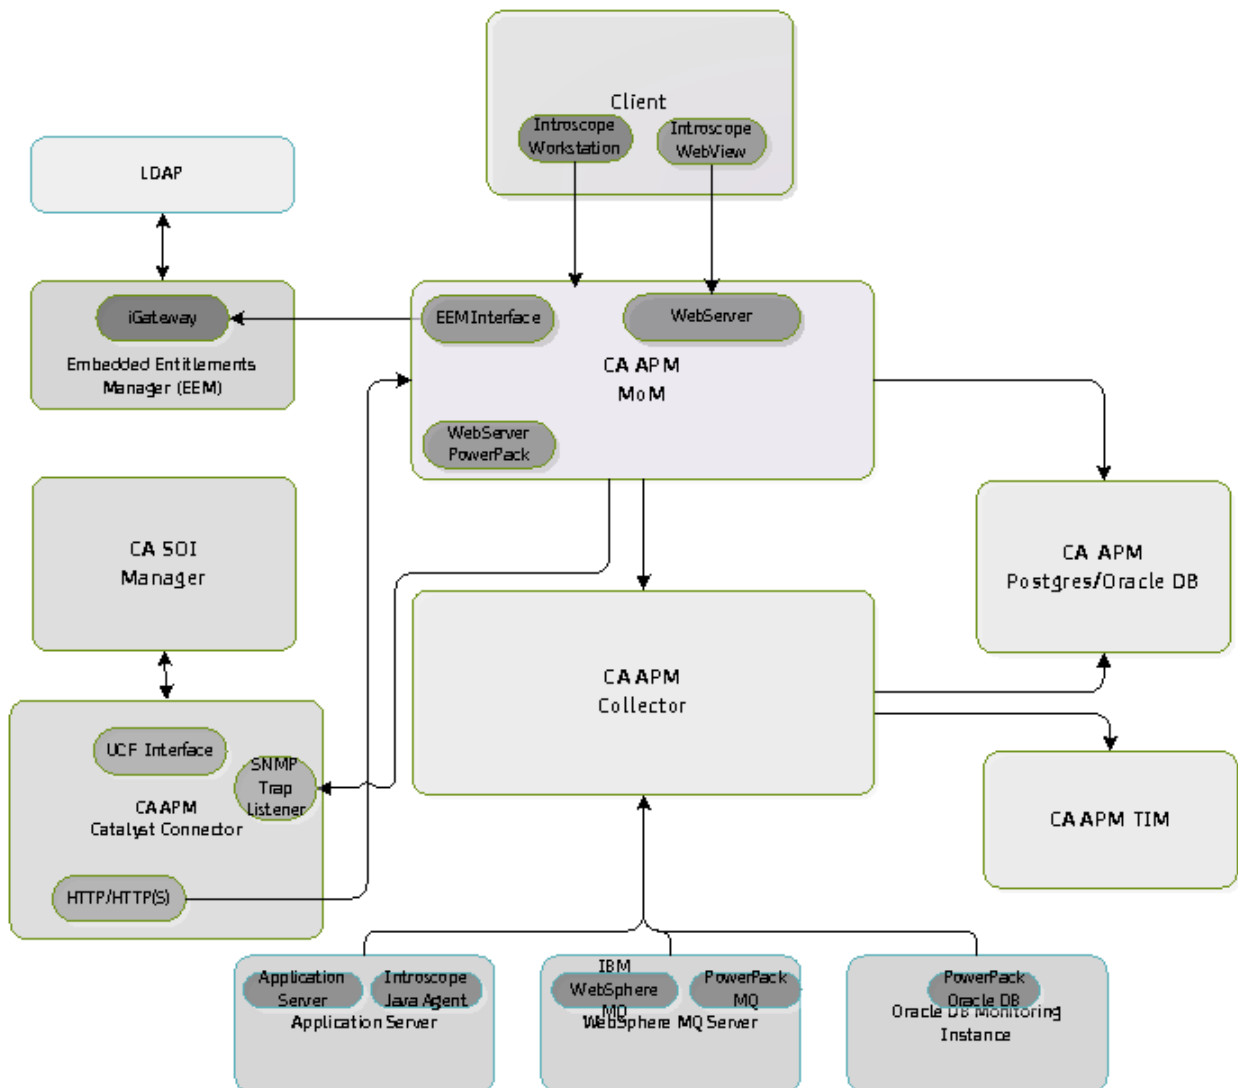 Client
Introscope
Workstation
Introscope
WebView
LDAP
iGateway
Embedded Entitlements
Manager (EEM)
EEM Interface
WebServer
CA APM
MoM
WebServer
PowerPack
CA SOI
Manager
CA APM
Postgres/Oracle DB
CA APM
Collector
UCF Interface
SNMP
Trap
Listener
CA APM
Catalyst Connector
HTTP/HTTP(S)
CA APM TIM
Application
Server
Introscope
Java Agent
Application Server
IBM
WebSphere
MQ
PowerPack
MQ
WebSphere MQ Server
PowerPack
Oracle DB
Oracle DB Monitoring
Instance